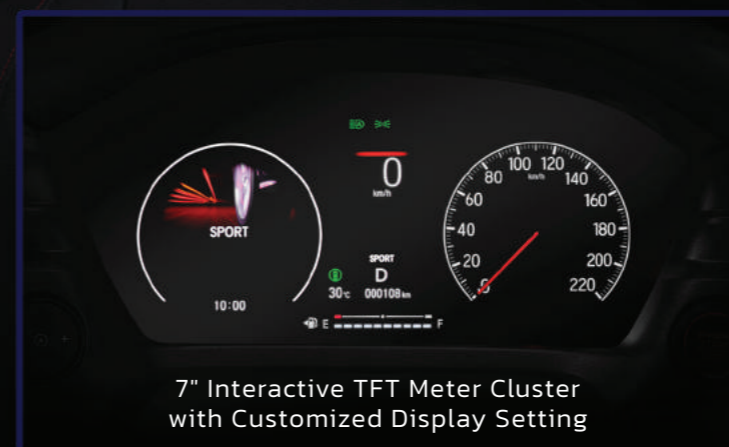 0
km/h
SPORT
10:00
SPORT
D
30°c 000108km
E F
0
20
40
60
80
100
120
140
160
180
200
220
km/h
7" Interactive TFT Meter Cluster
with Customized Display Setting